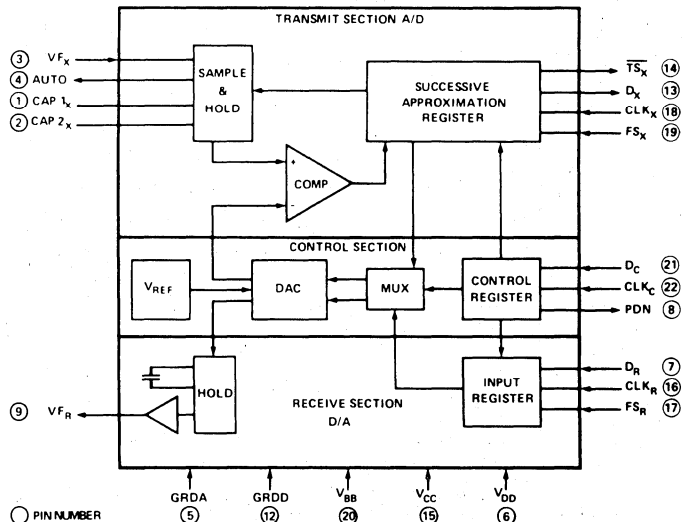 TRANSMIT SECTION A/D
③ VFX
④ AUTO
① CAP 1X
② CAP 2X
SAMPLE
&
HOLD
SUCCESSIVE
APPROXIMATION
REGISTER
T̅S̅X̅ ⑭
DX ⑬
CLKX ⑱
FSX ⑲
+
COMP
−
CONTROL SECTION
VREF
DAC
MUX
CONTROL
REGISTER
DC ㉑
CLKC ㉒
PDN ⑧
HOLD
RECEIVE SECTION
D/A
INPUT
REGISTER
DR ⑦
CLKR ⑯
FSR ⑰
⑨ VFR
GRDA
⑤
GRDD
⑫
VBB
⑳
VCC
⑮
VDD
⑥
○ PIN NUMBER